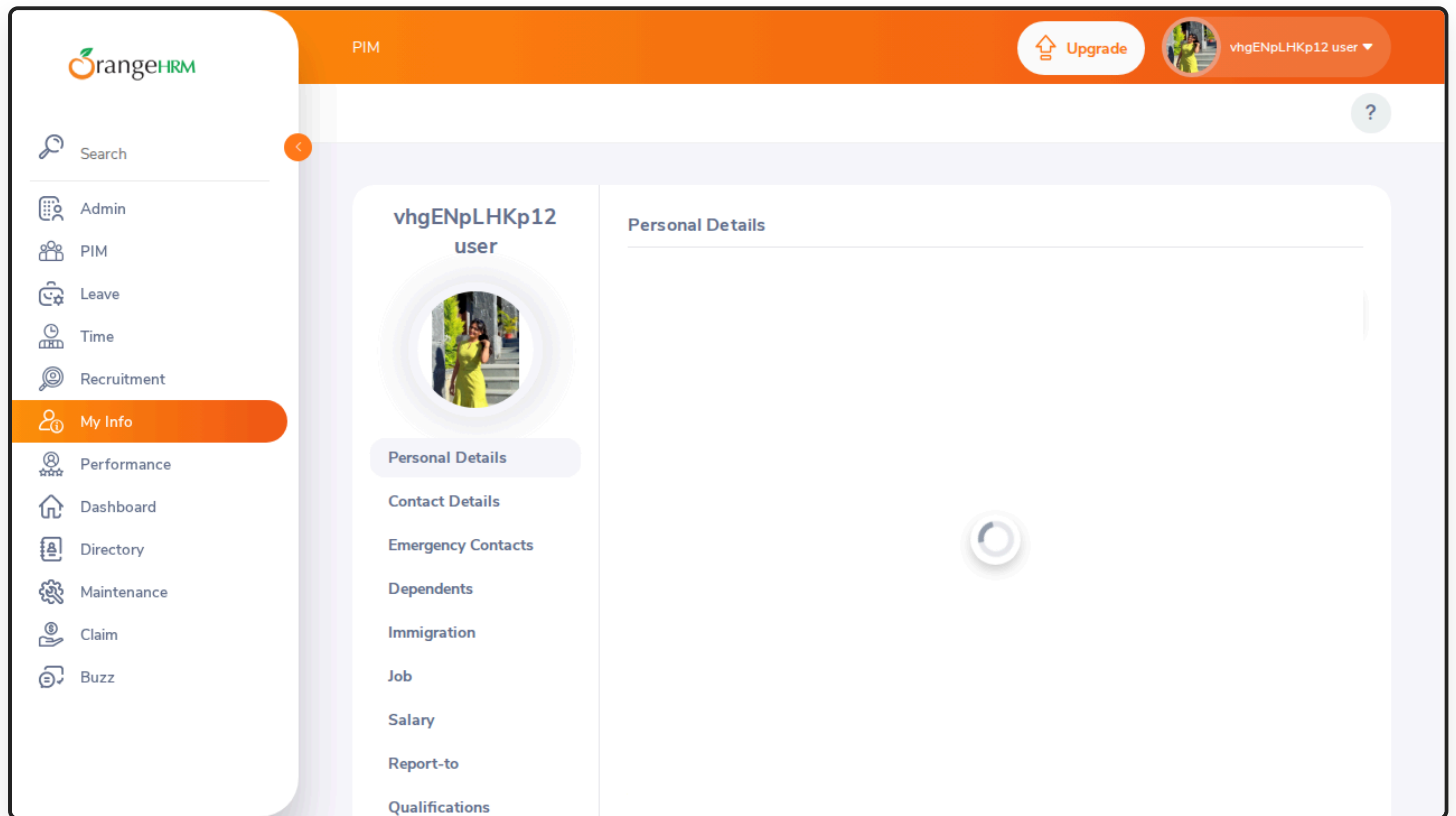 OrangeHRM
PIM
Upgrade
vhgENpLHKp12 user
?
Search
Admin
PIM
Leave
Time
Recruitment
My Info
Performance
Dashboard
Directory
Maintenance
Claim
Buzz
vhgENpLHKp12
user
Personal Details
Contact Details
Emergency Contacts
Dependents
Immigration
Job
Salary
Report-to
Qualifications
Personal Details